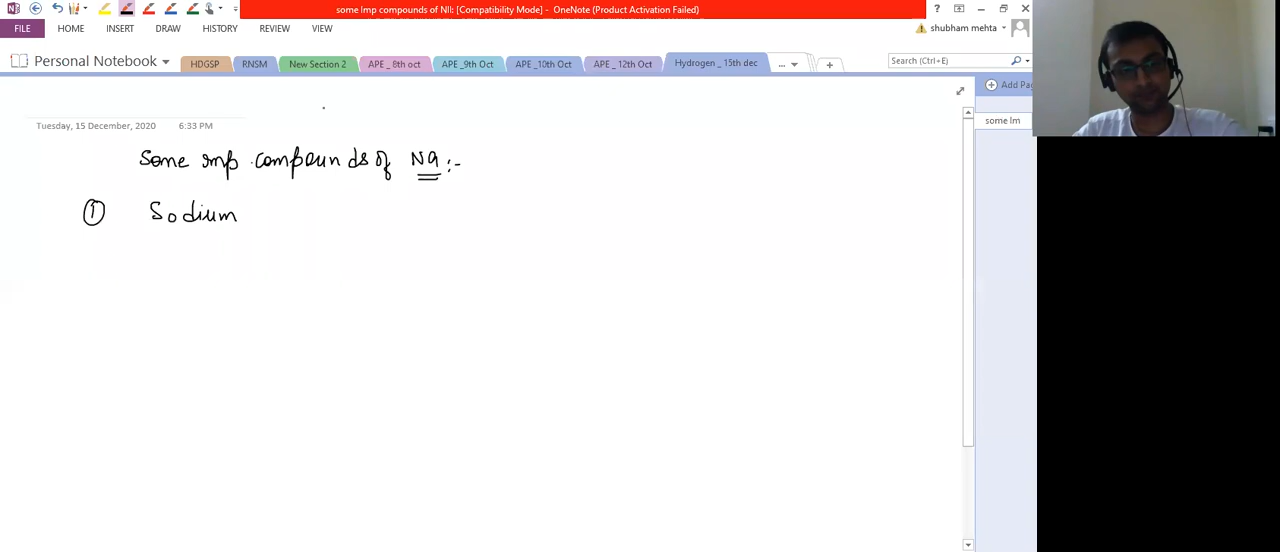 some Imp compounds of NII: [Compatibility Mode] - OneNote (Product Activation Failed)
FILE HOME INSERT DRAW HISTORY REVIEW VIEW
shubham mehta
Personal Notebook HDGSP RNSM New Section 2 APE _ 8th oct APE _9th Oct APE _10th Oct APE _ 12th Oct Hydrogen _ 15th dec ... Search (Ctrl+E)
Add Pag
some Im
Tuesday, 15 December, 2020 6:33 PM
Some imp compounds of Na :-
① Sodium